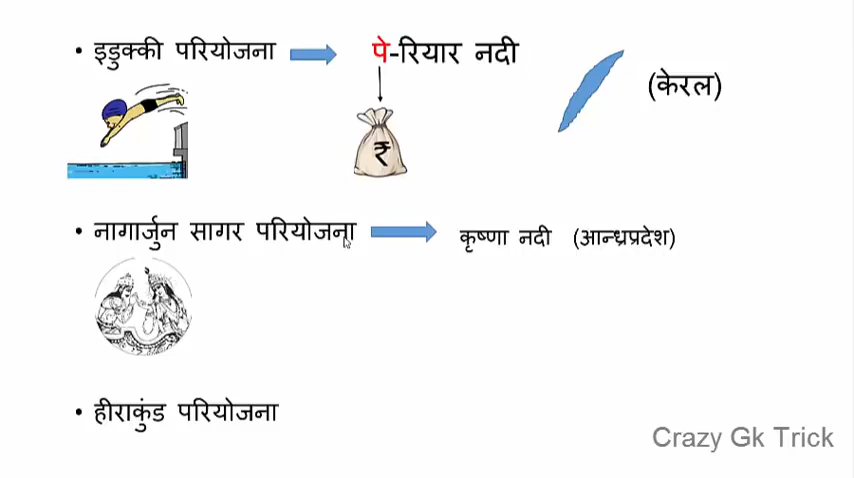 • इडुक्की परियोजना पे-रियार नदी
(केरल)
₹
• नागार्जुन सागर परियोजना कृष्णा नदी (आन्ध्रप्रदेश)
• हीराकुंड परियोजना
Crazy Gk Trick